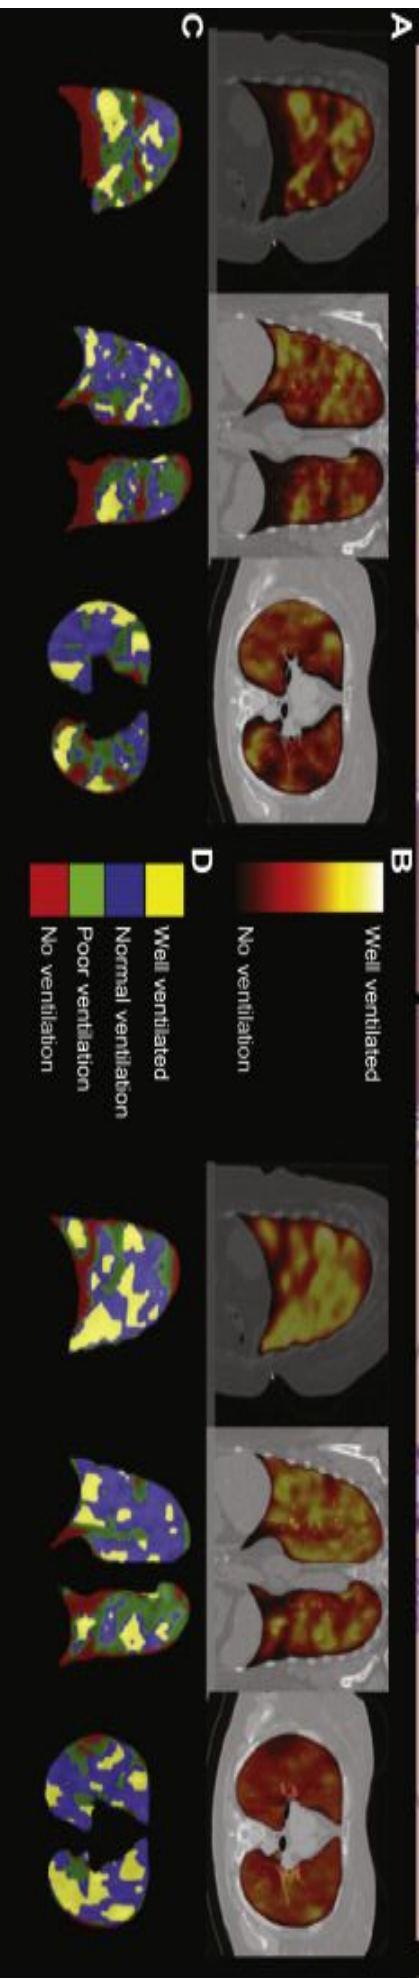 A
B
Well ventilated
No ventilation
C
D
Well ventilated
Normal ventilation
Poor ventilation
No ventilation